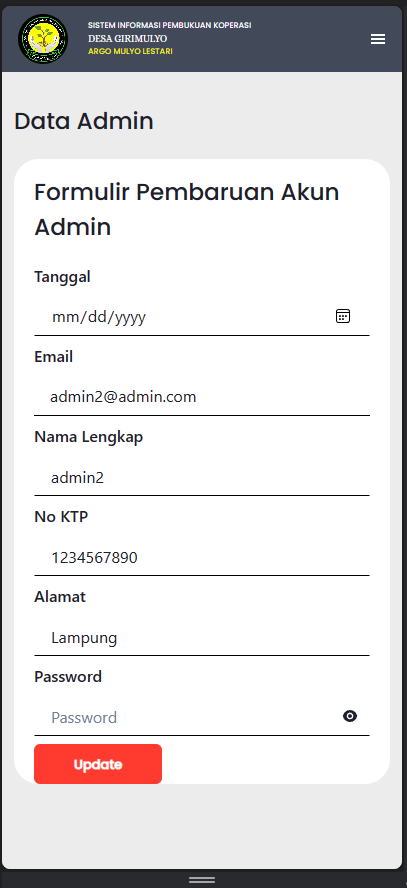 SISTEM INFORMASI PEMBUKUAN KOPERASI
DESA GIRIMULYO
ARGO MULYO LESTARI
Data Admin
Formulir Pembaruan Akun
Admin
Tanggal
mm/dd/yyyy
Email
admin2@admin.com
Nama Lengkap
admin2
No KTP
1234567890
Alamat
Lampung
Password
Password
Update